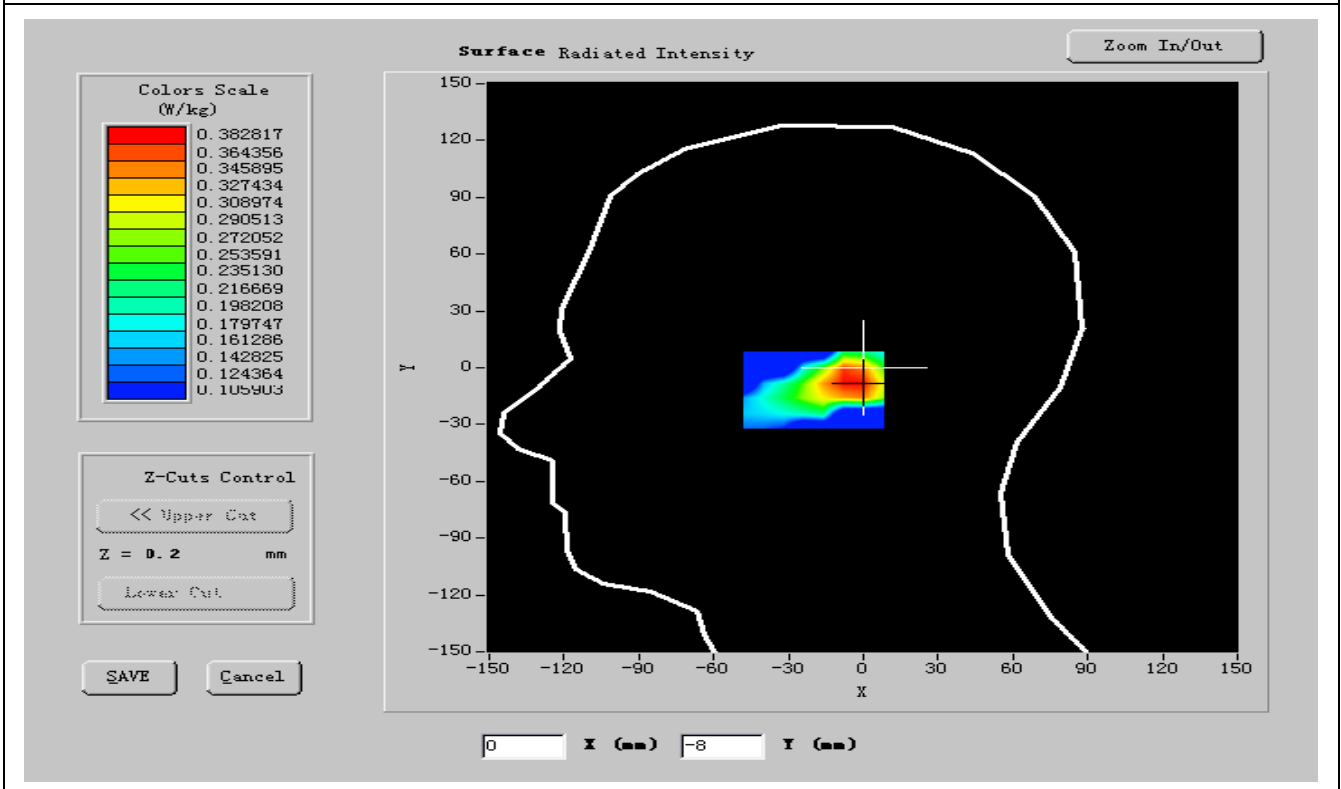 Surface Radiated Intensity
Zoom In/Out
Colors Scale
(W/kg)
0.382817
0.364356
0.345895
0.327434
0.308974
0.290513
0.272052
0.253591
0.235130
0.216669
0.198208
0.179747
0.161286
0.142825
0.124364
0.105903
Z-Cuts Control
<< Upper Cut
Z = 0.2 mm
Lower Cut
SAVE
Cancel
150
120
90
60
30
0
-30
-60
-90
-120
-150
Y
-150
-120
-90
-60
-30
0
30
60
90
120
150
X
0 X (mm) -8 Y (mm)